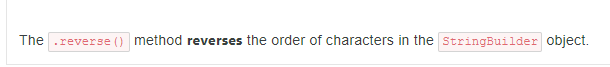 The .reverse() method reverses the order of characters in the StringBuilder object.